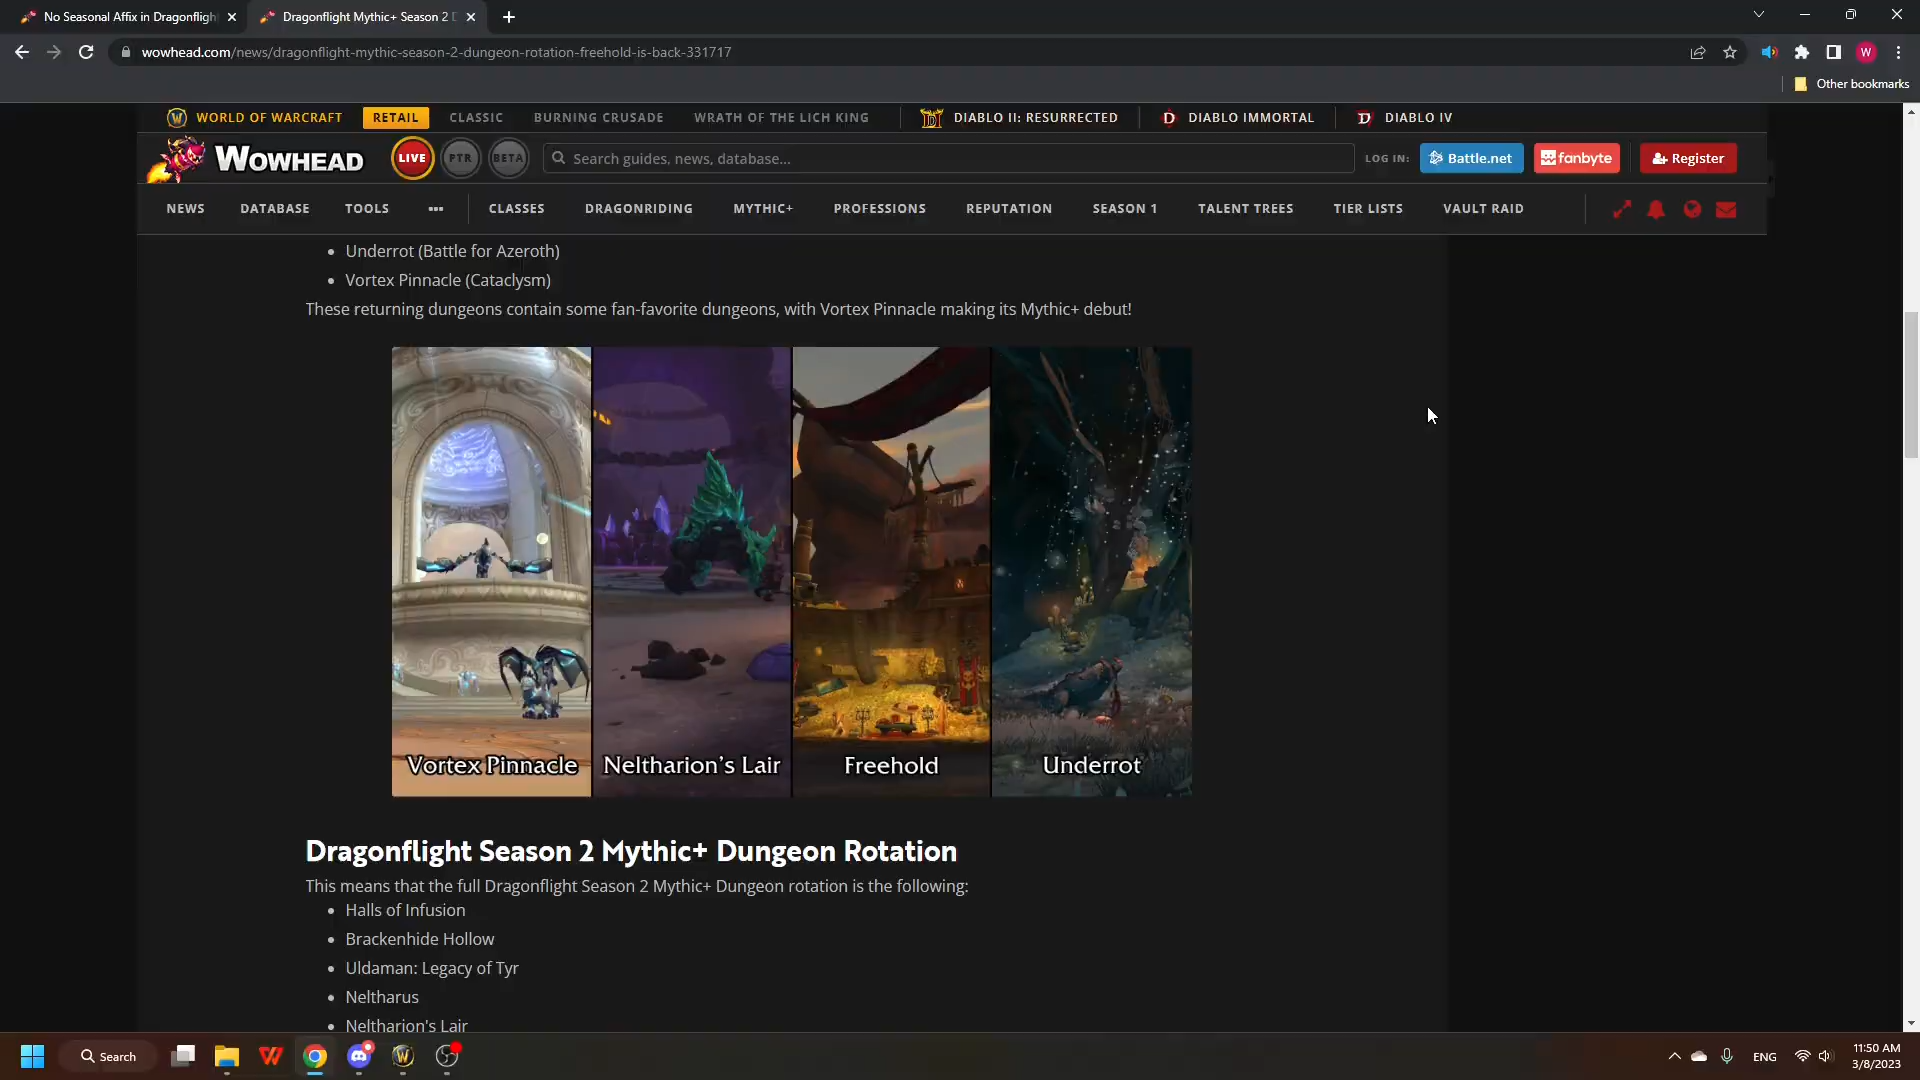 No Seasonal Affix in Dragonfligh
Dragonflight Mythic+ Season 2 D
wowhead.com/news/dragonflight-mythic-season-2-dungeon-rotation-freehold-is-back-331717
W
Other bookmarks
WORLD OF WARCRAFT RETAIL CLASSIC BURNING CRUSADE WRATH OF THE LICH KING DIABLO II: RESURRECTED DIABLO IMMORTAL DIABLO IV
WOWHEAD LIVE PTR BETA Search guides, news, database... LOG IN: Battle.net fanbyte Register
NEWS DATABASE TOOLS ••• CLASSES DRAGONRIDING MYTHIC+ PROFESSIONS REPUTATION SEASON 1 TALENT TREES TIER LISTS VAULT RAID
• Underrot (Battle for Azeroth)
• Vortex Pinnacle (Cataclysm)
These returning dungeons contain some fan-favorite dungeons, with Vortex Pinnacle making its Mythic+ debut!
Vortex Pinnacle Neltharion's Lair Freehold Underrot
Dragonflight Season 2 Mythic+ Dungeon Rotation
This means that the full Dragonflight Season 2 Mythic+ Dungeon rotation is the following:
• Halls of Infusion
• Brackenhide Hollow
• Uldaman: Legacy of Tyr
• Neltharus
• Neltharion's Lair
Search
ENG
11:50 AM
3/8/2023